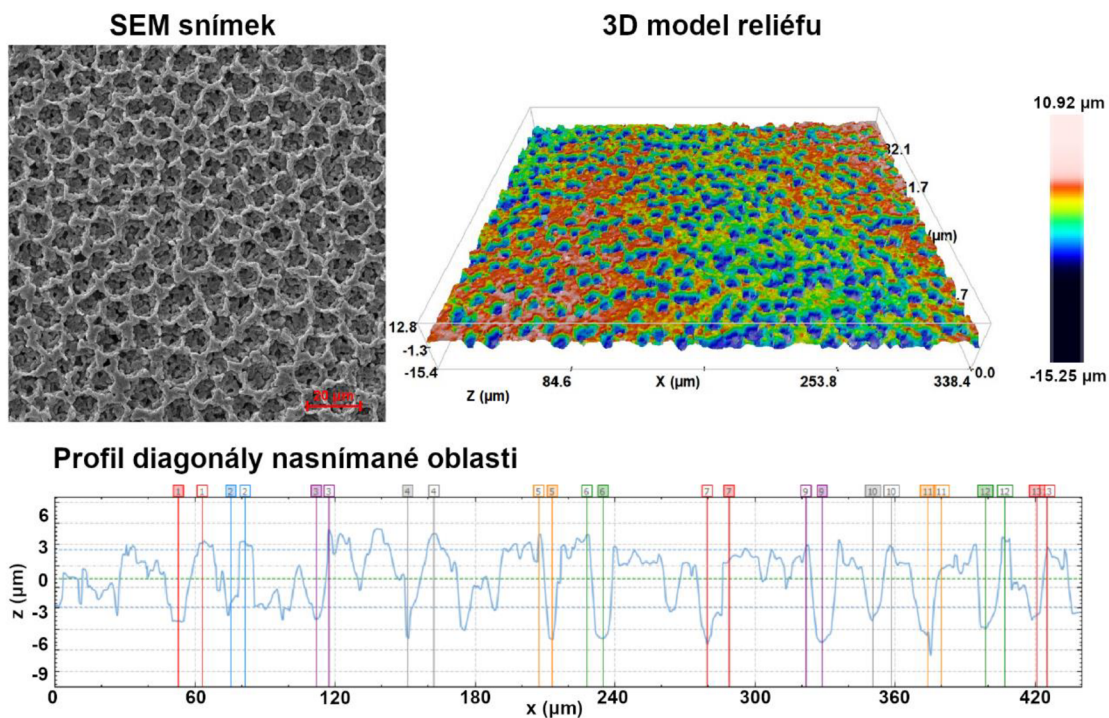 SEM snímek
3D model reliéfu
20 µm
10.92 µm
-15.25 µm
32.1
1.7
(µm)
.7
12.8
-1.3
-15.4
Z (µm)
84.6
X (µm)
253.8
338.4
0.0
Profil diagonály nasnímané oblasti
1 1 2 2 3 3 4 4 5 5 6 6 7 7 9 9 10 10 11 11 12 12 13 13
z (µm)
6
3
0
-3
-6
-9
0 60 120 180 240 300 360 420
x (µm)